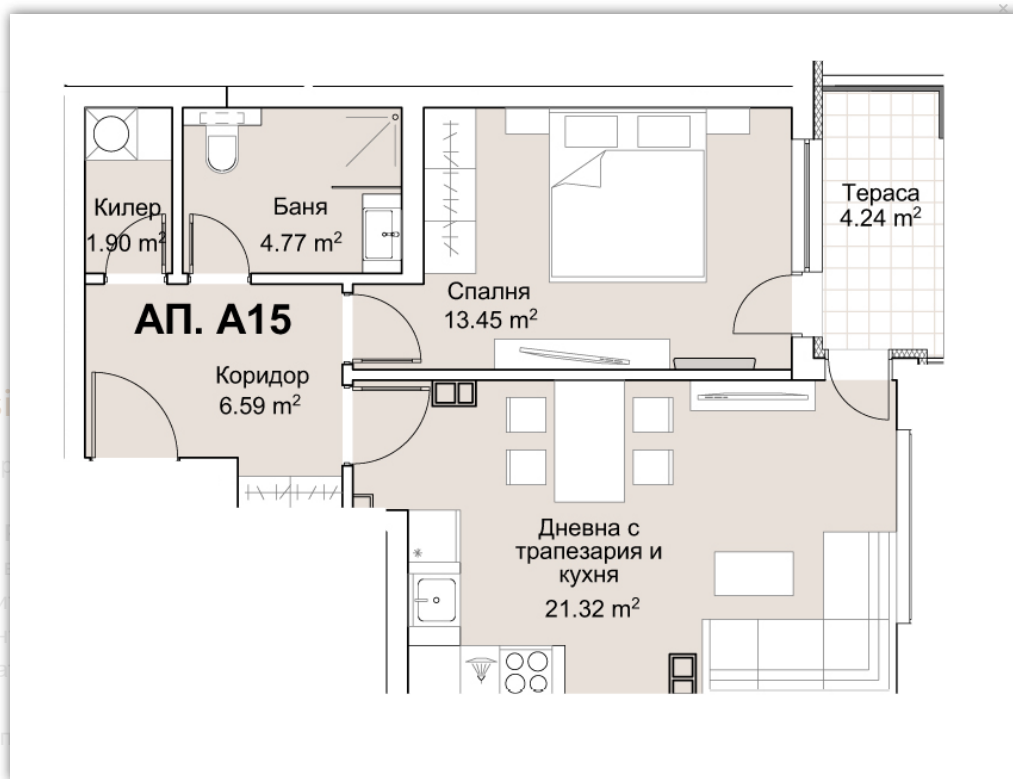 Килер
1.90 m²
Баня
4.77 m²
Спалня
13.45 m²
Тераса
4.24 m²
АП. А15
Коридор
6.59 m²
Дневна с
трапезария и
кухня
21.32 m²